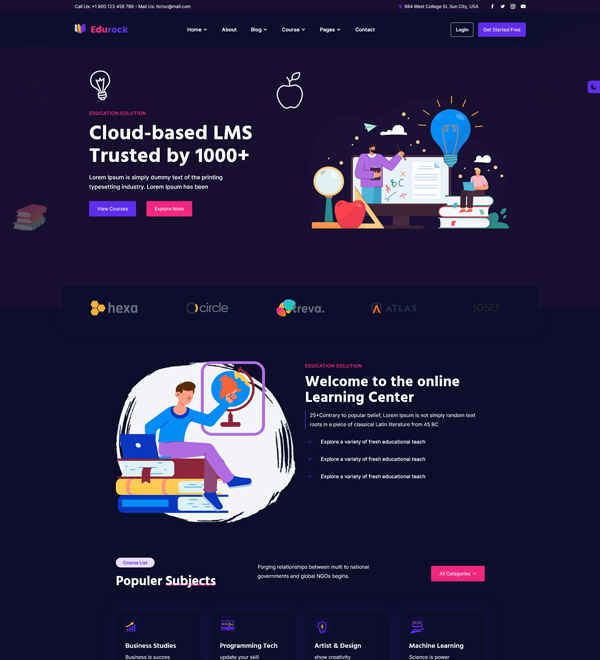 Call Us: +1 800 123 456 789 - Mail Us: Itcroc@mail.com
684 West College St. Sun City, USA
Edurock
Home
About
Blog
Course
Pages
Contact
Login
Get Started Free
EDUCATION SOLUTION
Cloud-based LMS
Trusted by 1000+
Lorem Ipsum is simply dummy text of the printing
typesetting industry. Lorem Ipsum has been
View Courses
Explore More
ABC
hexa
circle
treva.
ATLAS
JOSEF
EDUCATION SOLUTION
Welcome to the online
Learning Center
25+Contrary to popular belief, Lorem Ipsum is not simply random text
roots in a piece of classical Latin literature from 45 BC
Explore a variety of fresh educational teach
Explore a variety of fresh educational teach
Explore a variety of fresh educational teach
Course List
Populer Subjects
Forging relationships between multi to national
governments and global NGOs begins.
All Categories →
Business Studies
Programming Tech
Artist & Design
Machine Learning
Business is succes
update your skill
show creativity
Science is power